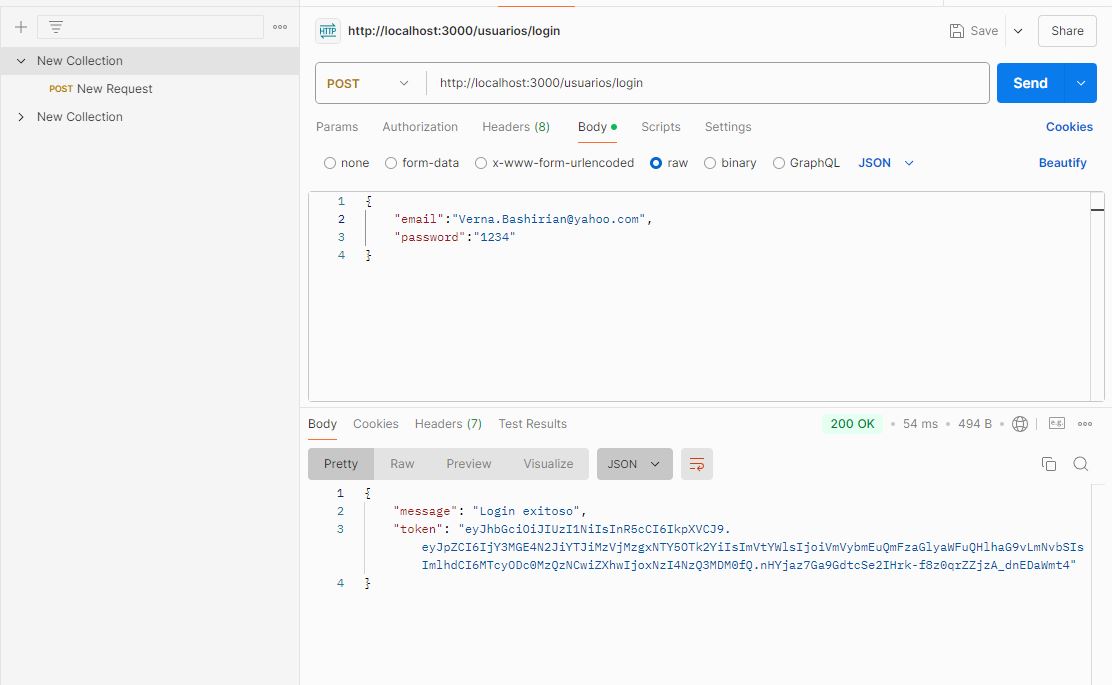 HTTP http://localhost:3000/usuarios/login Save Share
New Collection
POST New Request
New Collection
POST http://localhost:3000/usuarios/login Send
Params Authorization Headers (8) Body Scripts Settings Cookies
none form-data x-www-form-urlencoded raw binary GraphQL JSON Beautify
1 {
2 "email":"Verna.Bashirian@yahoo.com",
3 "password":"1234"
4 }
Body Cookies Headers (7) Test Results 200 OK • 54 ms • 494 B • e.g.
Pretty Raw Preview Visualize JSON
1 {
2 "message": "Login exitoso",
3 "token": "eyJhbGciOiJIUzI1NiIsInR5cCI6IkpXVCJ9.
eyJpZCI6IjY3MGE4N2JiYTJiMzVjMzgxNTY5OTk2YiIsImVtYWlsIjoiVmVybmEuQmFzaGlyaWFuQHlhaG9vLmNvbSIs
ImlhdCI6MTcyODc0MzQzNCwiZXhwIjoxNzI4NzQ3MDM0fQ.nHYjaz7Ga9GdtcSe2IHrk-f8z0qrZZjzA_dnEDaWmt4"
4 }